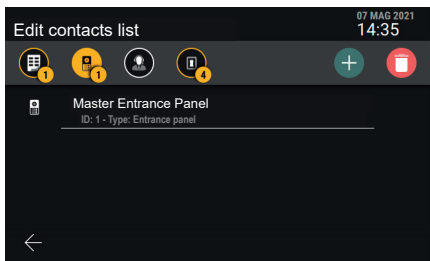 07 MAG 2021
Edit contacts list
14:35
1
1
4
Master Entrance Panel
ID: 1 - Type: Entrance panel